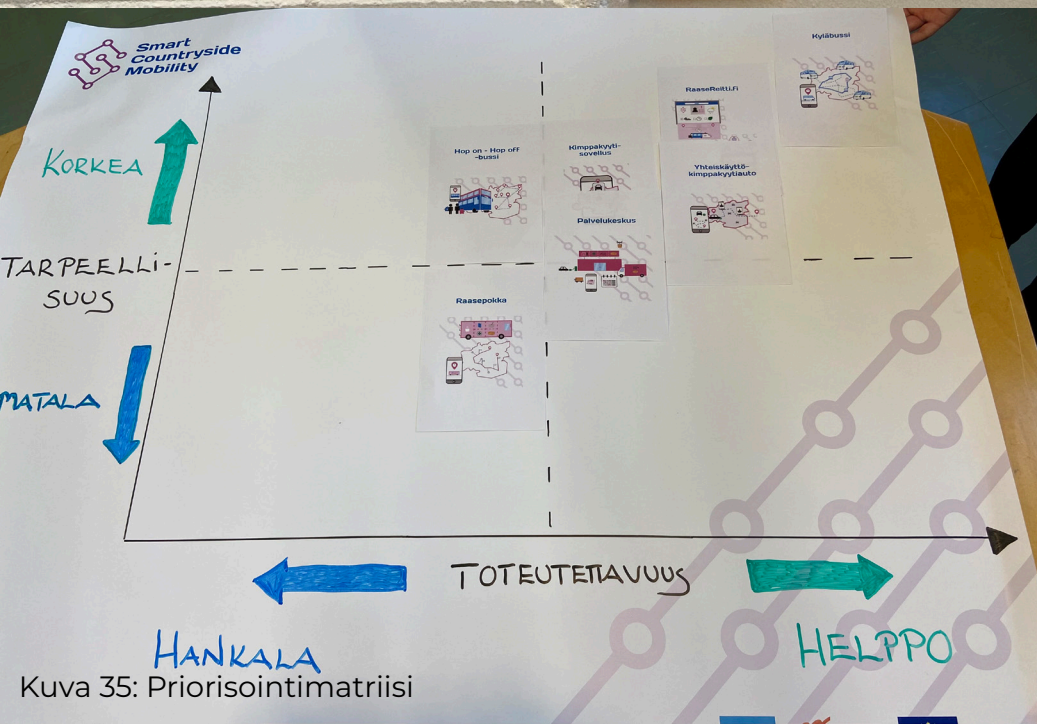 Smart
Countryside
Mobility
Kyläbussi
RaaseReitti.fi
KORKEA
Hop on - Hop off
-bussi
Kimppakyyti-
sovellus
Yhteiskäyttö-
kimppakyytiauto
Palvelukeskus
TARPEELLI-
SUUS
Raasepokka
MATALA
TOTEUTETTAVUUS
HANKALA
HELPPO
Kuva 35: Priorisointimatriisi